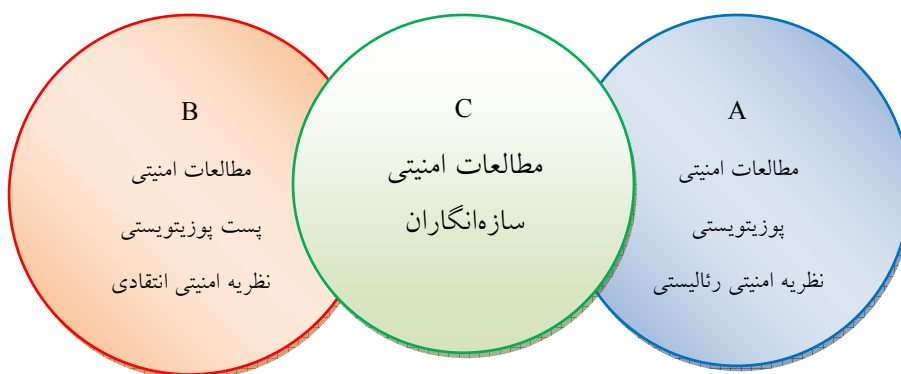 A
مطالعات امنیتی
پوزیتویستی
نظریه امنیتی رئالیستی
C
مطالعات امنیتی
سازه‌انگاران
B
مطالعات امنیتی
پست پوزیتویستی
نظریه امنیتی انتقادی